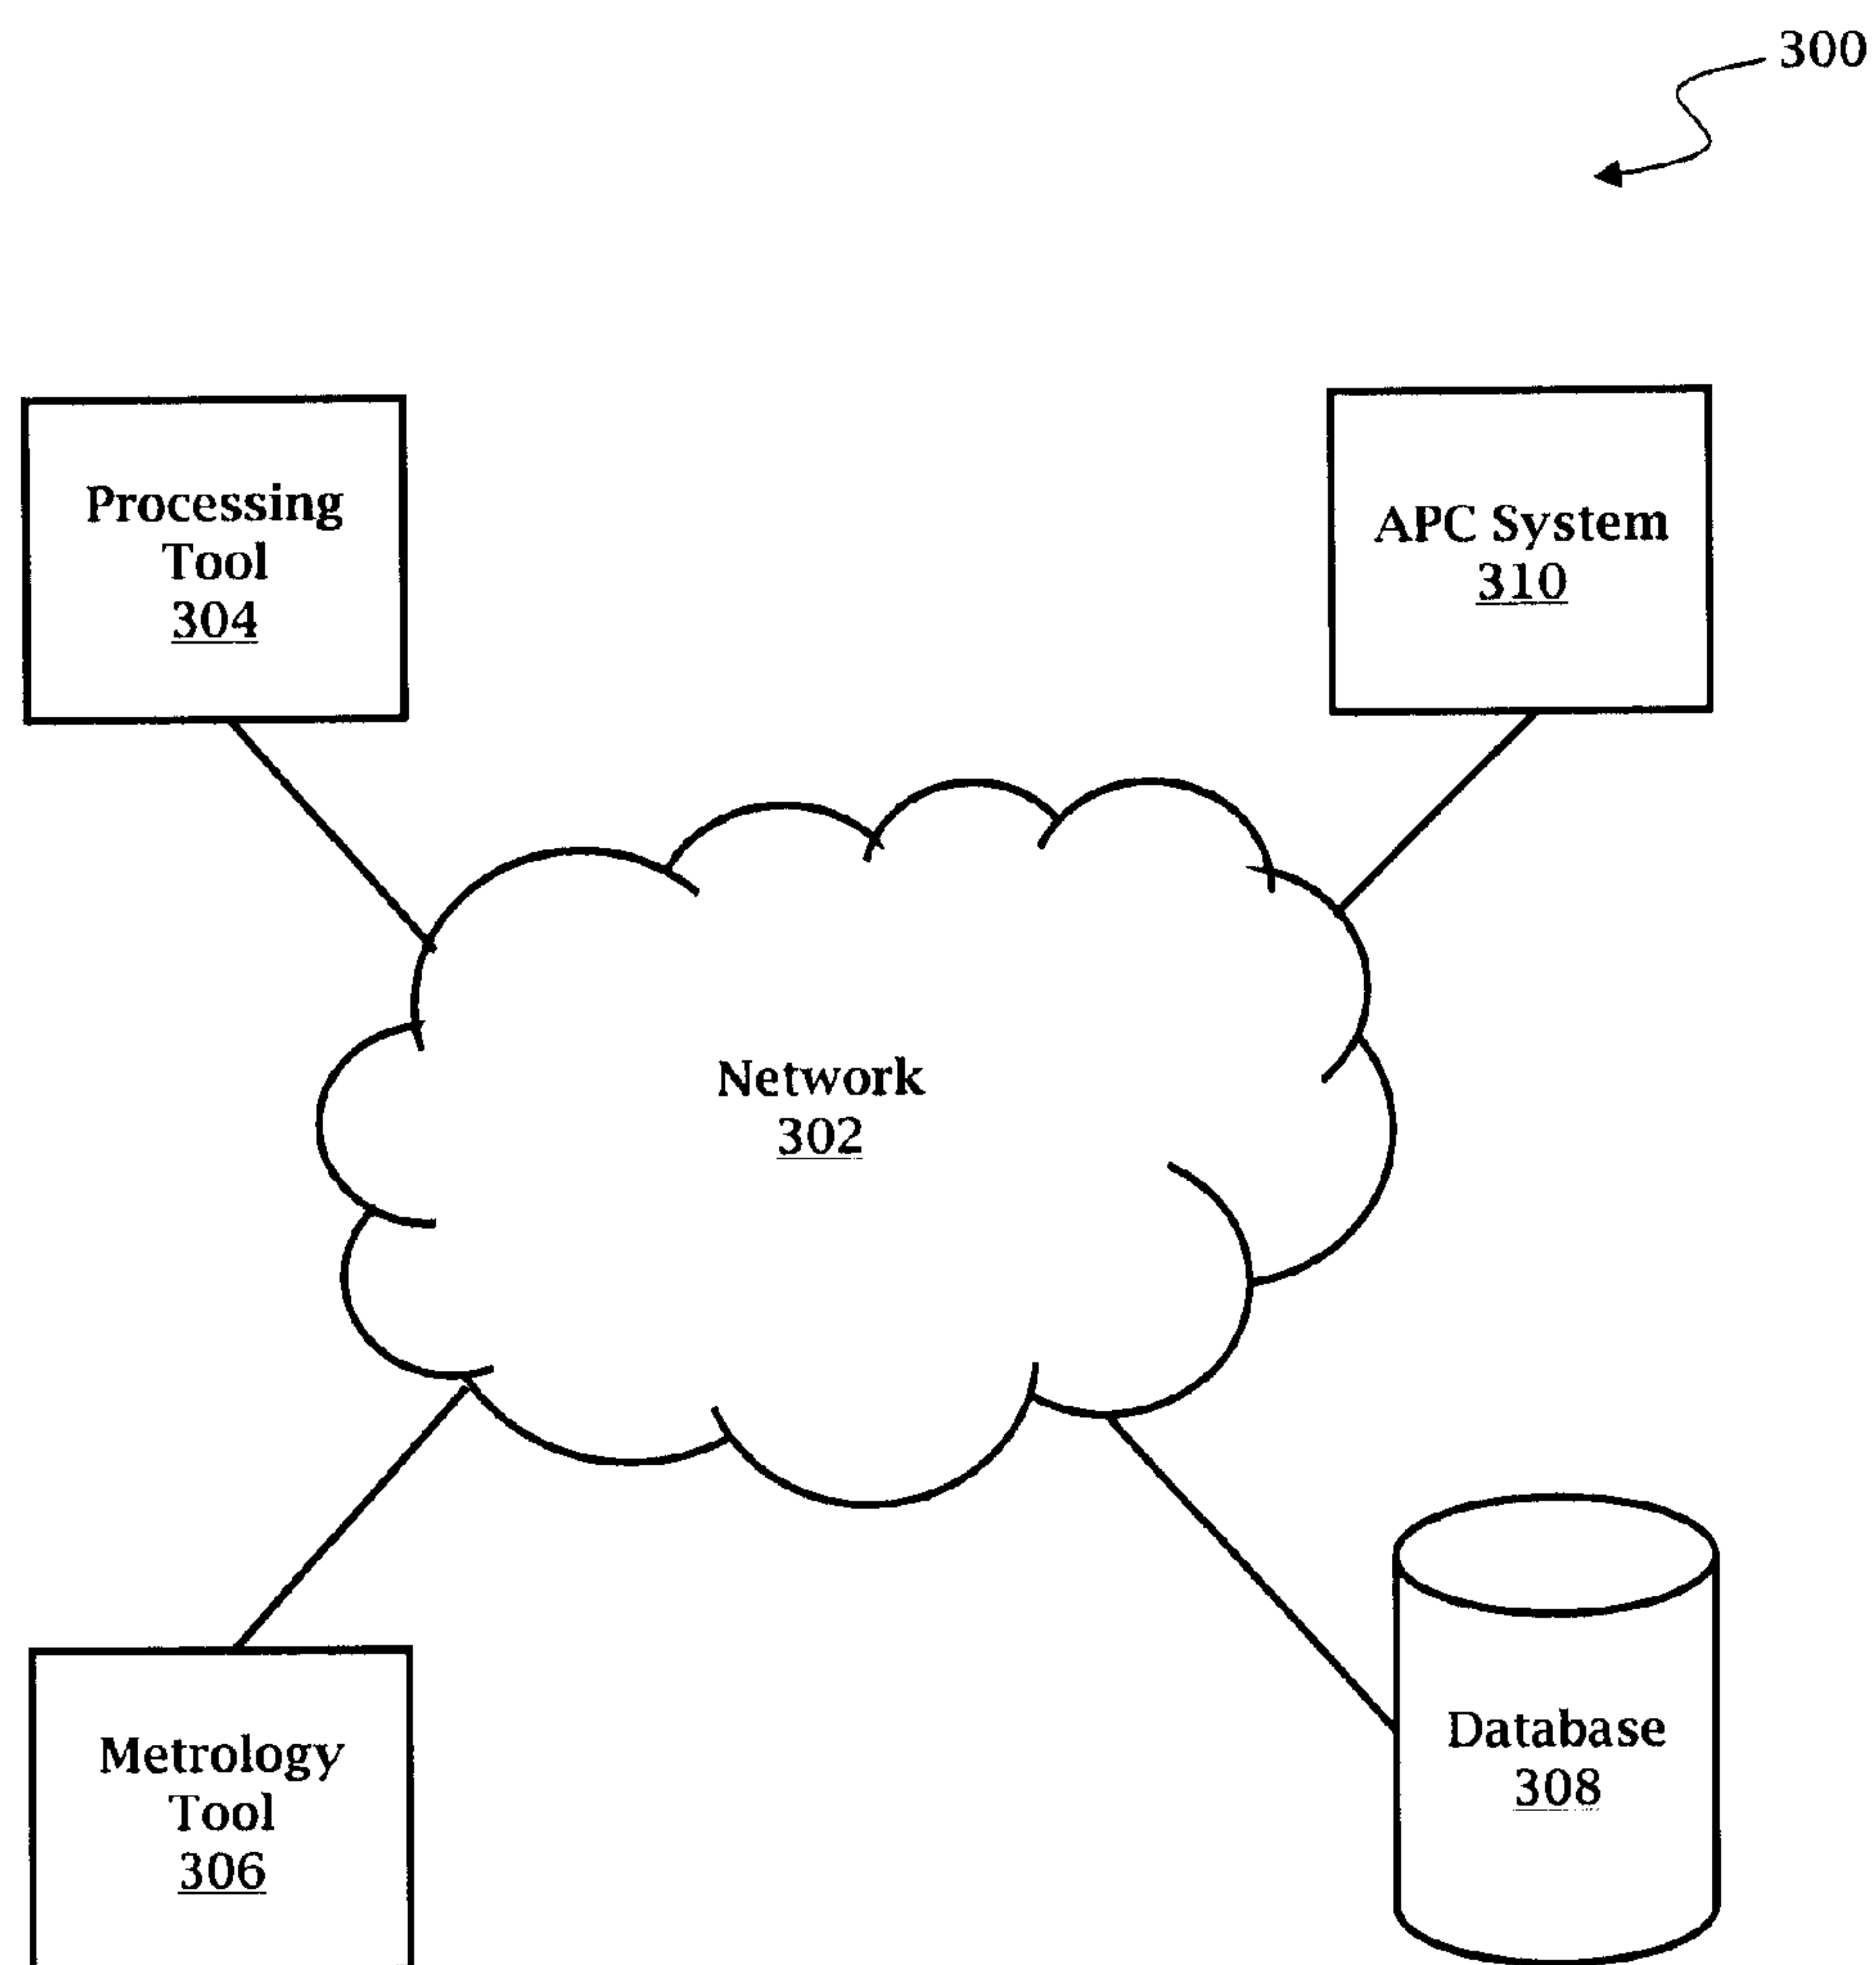 300
Processing
Tool
304
APC System
310
Network
302
Metrology
Tool
306
Database
308